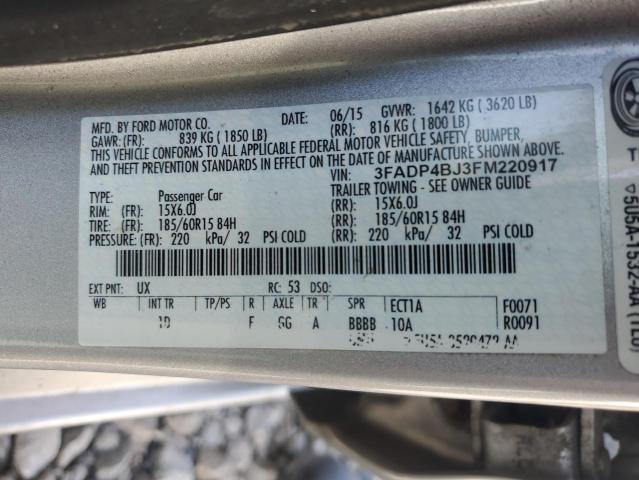 MFD. BY FORD MOTOR CO. DATE: 06/15 GVWR: 1642 KG ( 3620 LB)
GAWR: (FR): 839 KG ( 1850 LB) (RR): 816 KG ( 1800 LB)
THIS VEHICLE CONFORMS TO ALL APPLICABLE FEDERAL MOTOR VEHICLE SAFETY, BUMPER,
AND THEFT PREVENTION STANDARDS IN EFFECT ON THE DATE OF MANUFACTURE SHOWN ABOVE.
VIN: 3FADP4BJ3FM220917
TYPE: Passenger Car TRAILER TOWING - SEE OWNER GUIDE
RIM: (FR): 15X6.0J (RR): 15X6.0J
TIRE: (FR): 185/60R15 84H (RR): 185/60R15 84H
PRESSURE: (FR): 220 kPa/ 32 PSI COLD (RR): 220 kPa/ 32 PSI COLD
EXT PNT: UX RC: 53 DSO:
WB INT TR TP/PS R AXLE TR SPR ECT1A F0071
F GG A BBBB 10A R0091